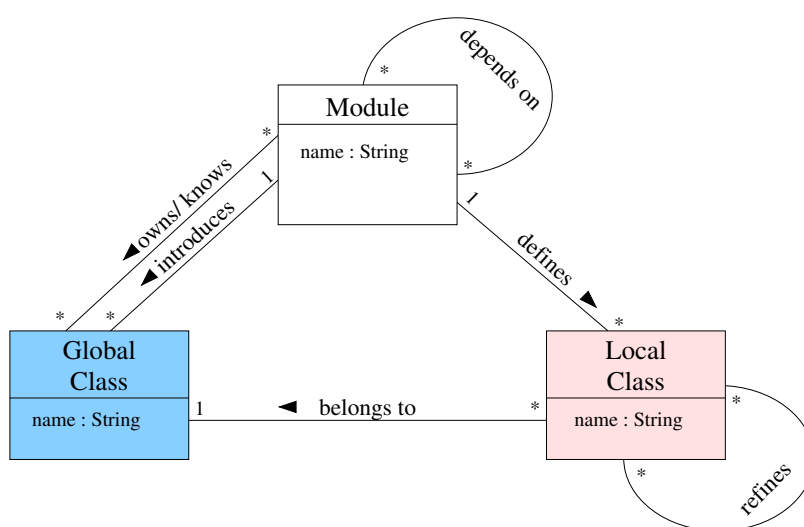 depends on
*
Module
*
name : String
*
1
1
owns/ knows
introduces
defines
*
*
*
Global
Class
name : String
Local
Class
name : String
1
belongs to
*
*
*
refines